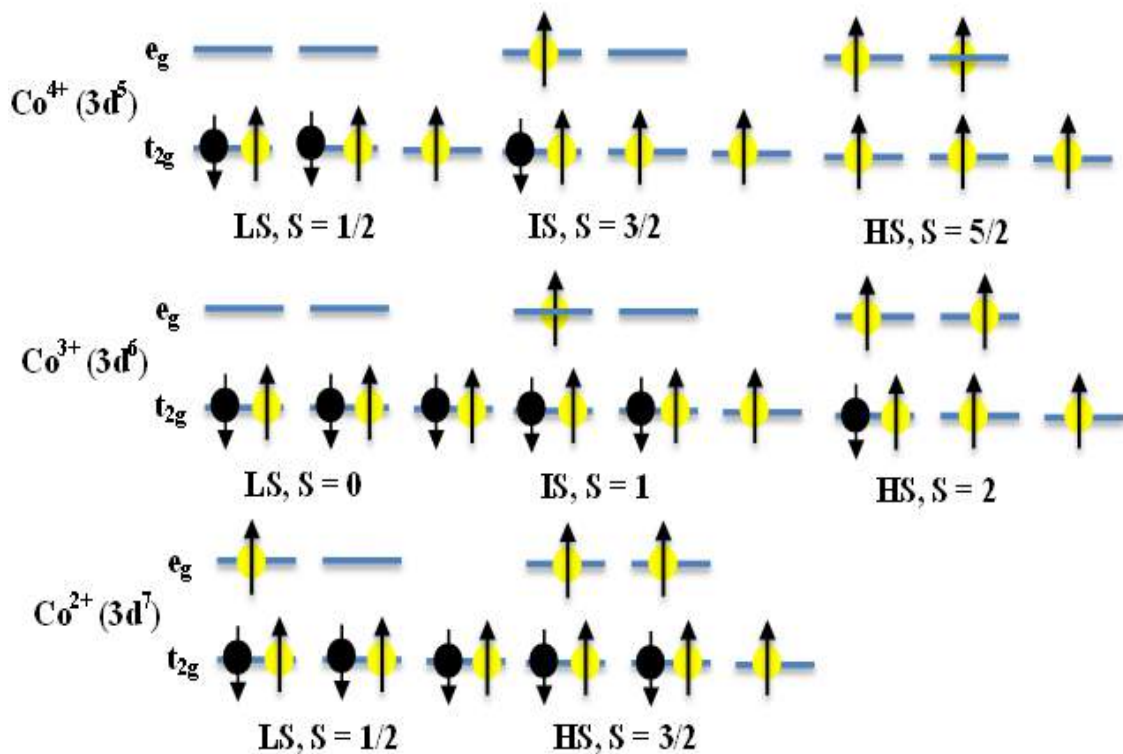 e_g
Co^4+ (3d^5)
t_2g
LS, S = 1/2 IS, S = 3/2 HS, S = 5/2
e_g
Co^3+ (3d^6)
t_2g
LS, S = 0 IS, S = 1 HS, S = 2
e_g
Co^2+ (3d^7)
t_2g
LS, S = 1/2 HS, S = 3/2